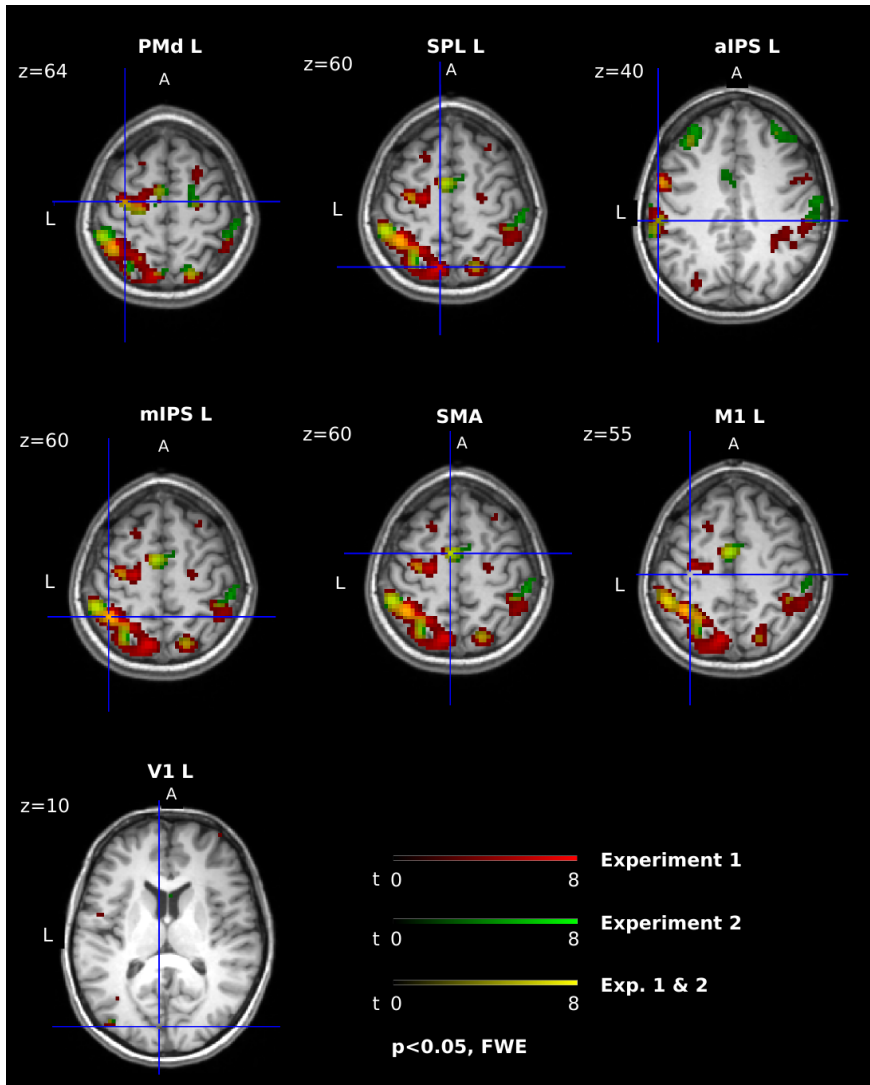 PMd L
SPL L
aIPS L
z=64
A
z=60
A
z=40
A
L
L
L
mIPS L
SMA
M1 L
z=60
A
z=60
A
z=55
A
L
L
L
V1 L
z=10
A
L
t 0 8 Experiment 1
t 0 8 Experiment 2
t 0 8 Exp. 1 & 2
p<0.05, FWE